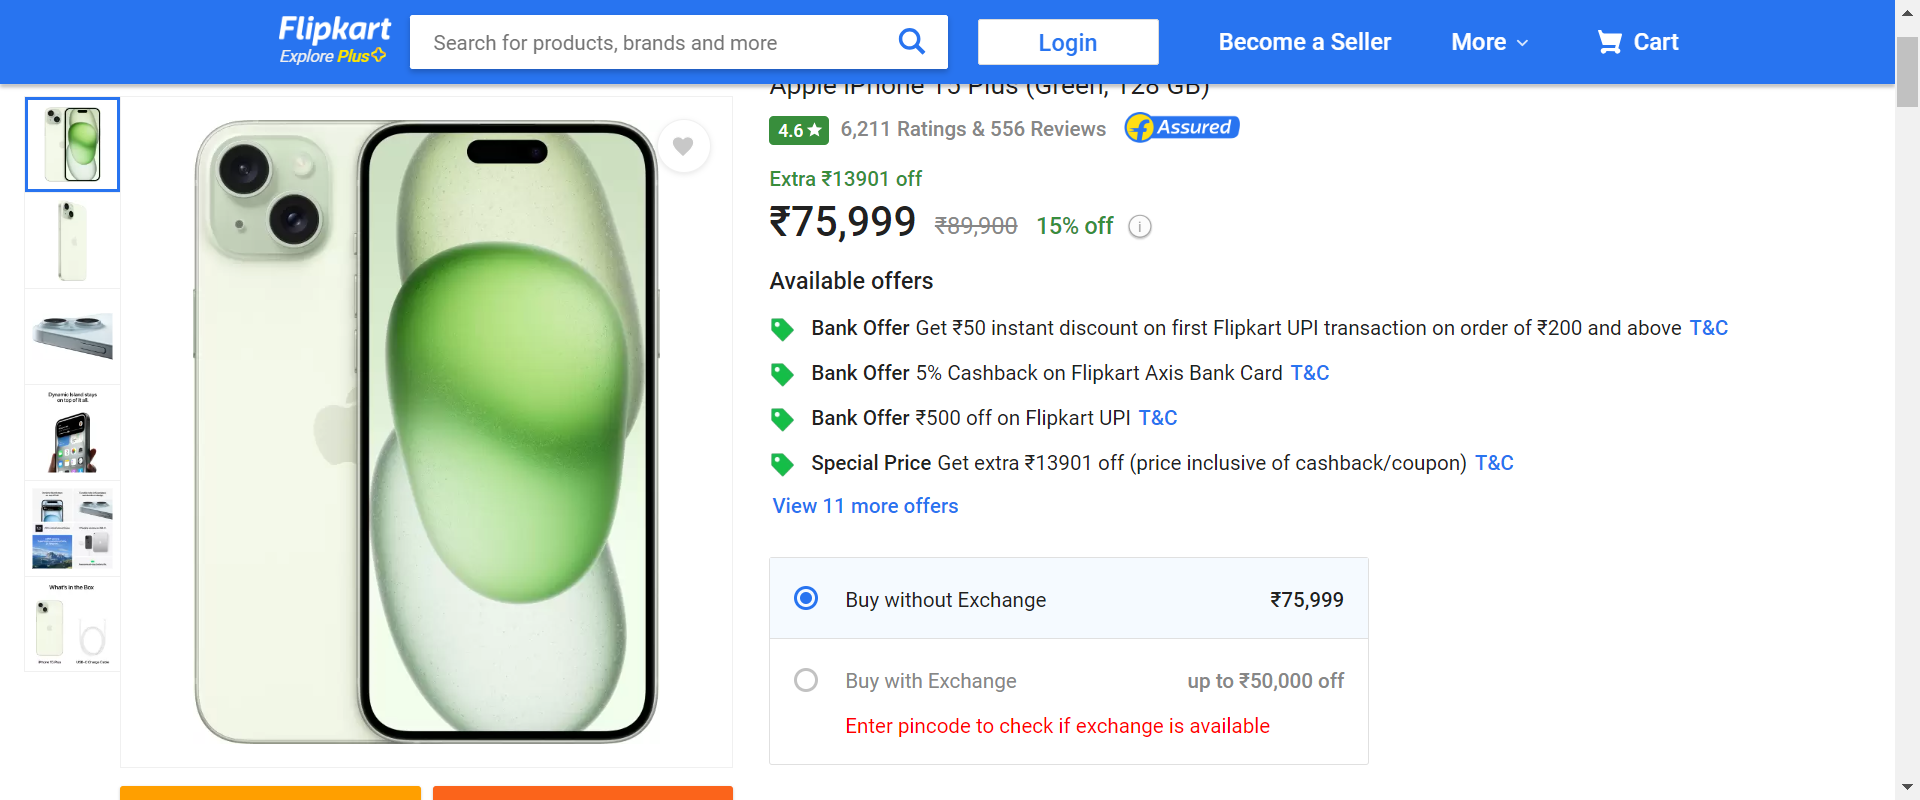 Flipkart
Explore Plus
Search for products, brands and more
Login
Become a Seller
More
Cart
Apple iPhone 15 Plus (Green, 128 GB)
4.6★ 6,211 Ratings & 556 Reviews
Assured
Extra ₹13901 off
₹75,999 ₹89,900 15% off
Available offers
Bank Offer Get ₹50 instant discount on first Flipkart UPI transaction on order of ₹200 and above T&C
Bank Offer 5% Cashback on Flipkart Axis Bank Card T&C
Bank Offer ₹500 off on Flipkart UPI T&C
Special Price Get extra ₹13901 off (price inclusive of cashback/coupon) T&C
View 11 more offers
Buy without Exchange ₹75,999
Buy with Exchange up to ₹50,000 off
Enter pincode to check if exchange is available
Dynamic Island stays
on top of it all.
What's in the Box
iPhone 15 Plus
USB-C Charge Cable